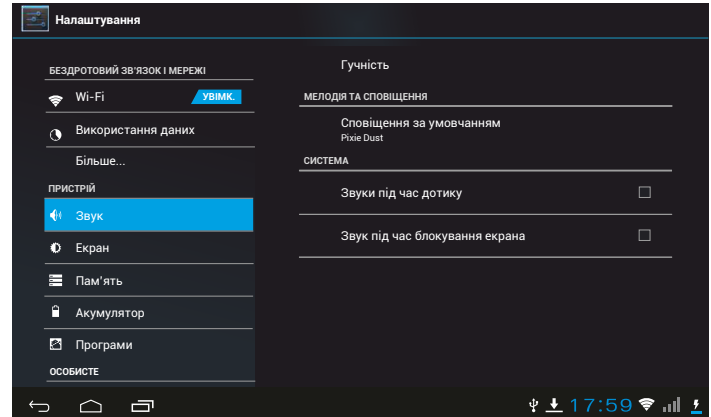 Налаштування
БЕЗДРОТОВИЙ ЗВ'ЯЗОК І МЕРЕЖІ
Wi-Fi УВІМК.
Використання даних
Більше...
ПРИСТРІЙ
Звук
Екран
Пам'ять
Акумулятор
Програми
ОСОБИСТЕ
Гучність
МЕЛОДІЯ ТА СПОВІЩЕННЯ
Сповіщення за умовчанням
Pixie Dust
СИСТЕМА
Звуки під час дотику
Звук під час блокування екрана
17:59